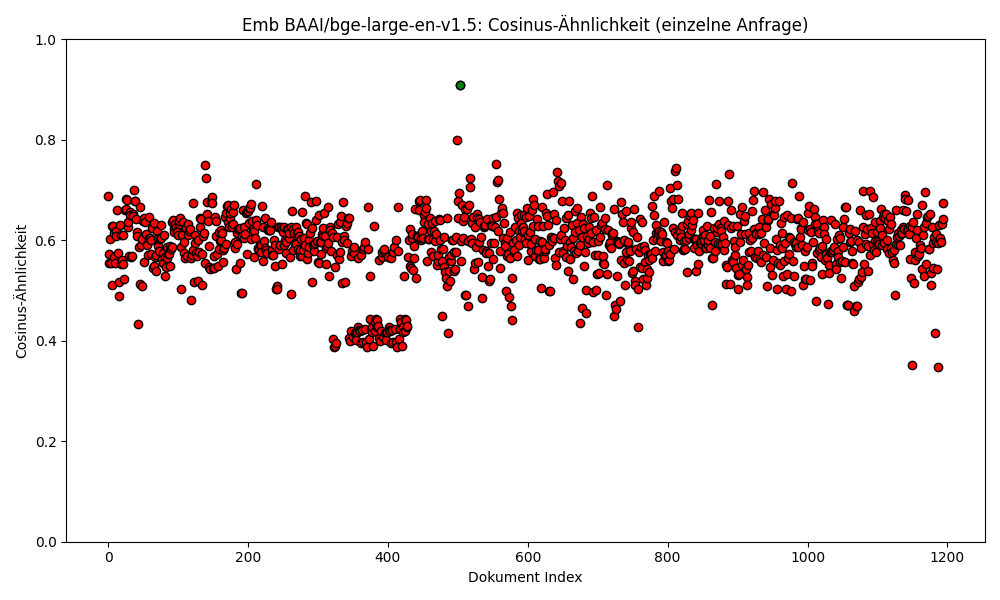 Emb BAAI/bge-large-en-v1.5: Cosinus-Ähnlichkeit (einzelne Anfrage)
1.0
0.8
0.6
0.4
0.2
0.0
Cosinus-Ähnlichkeit
0 200 400 600 800 1000 1200
Dokument Index